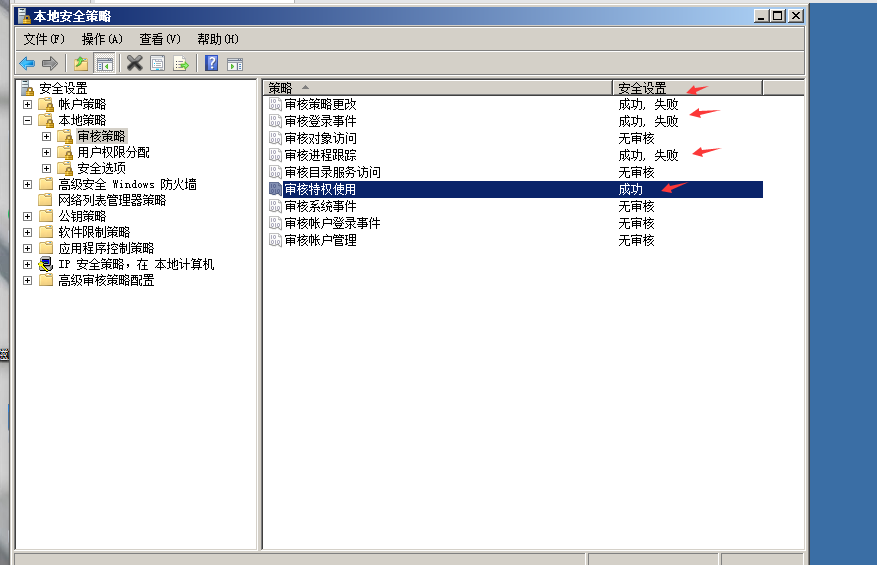 本地安全策略
文件(F) 操作(A) 查看(V) 帮助(H)
安全设置
帐户策略
本地策略
审核策略
用户权限分配
安全选项
高级安全 Windows 防火墙
网络列表管理器策略
公钥策略
软件限制策略
应用程序控制策略
IP 安全策略，在 本地计算机
高级审核策略配置
策略 安全设置
审核策略更改 成功, 失败
审核登录事件 成功, 失败
审核对象访问 无审核
审核进程跟踪 成功, 失败
审核目录服务访问 无审核
审核特权使用 成功
审核系统事件 无审核
审核帐户登录事件 无审核
审核帐户管理 无审核